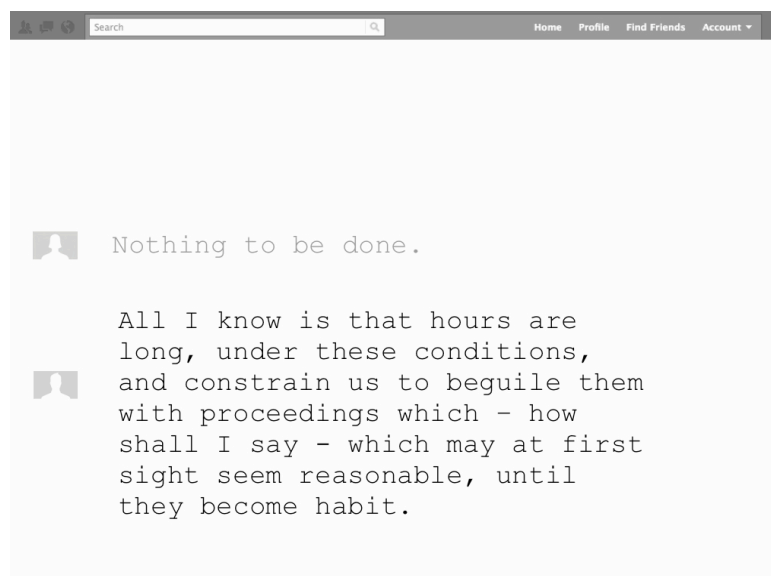 Search
Home Profile Find Friends Account
Nothing to be done.
All I know is that hours are
long, under these conditions,
and constrain us to beguile them
with proceedings which – how
shall I say - which may at first
sight seem reasonable, until
they become habit.